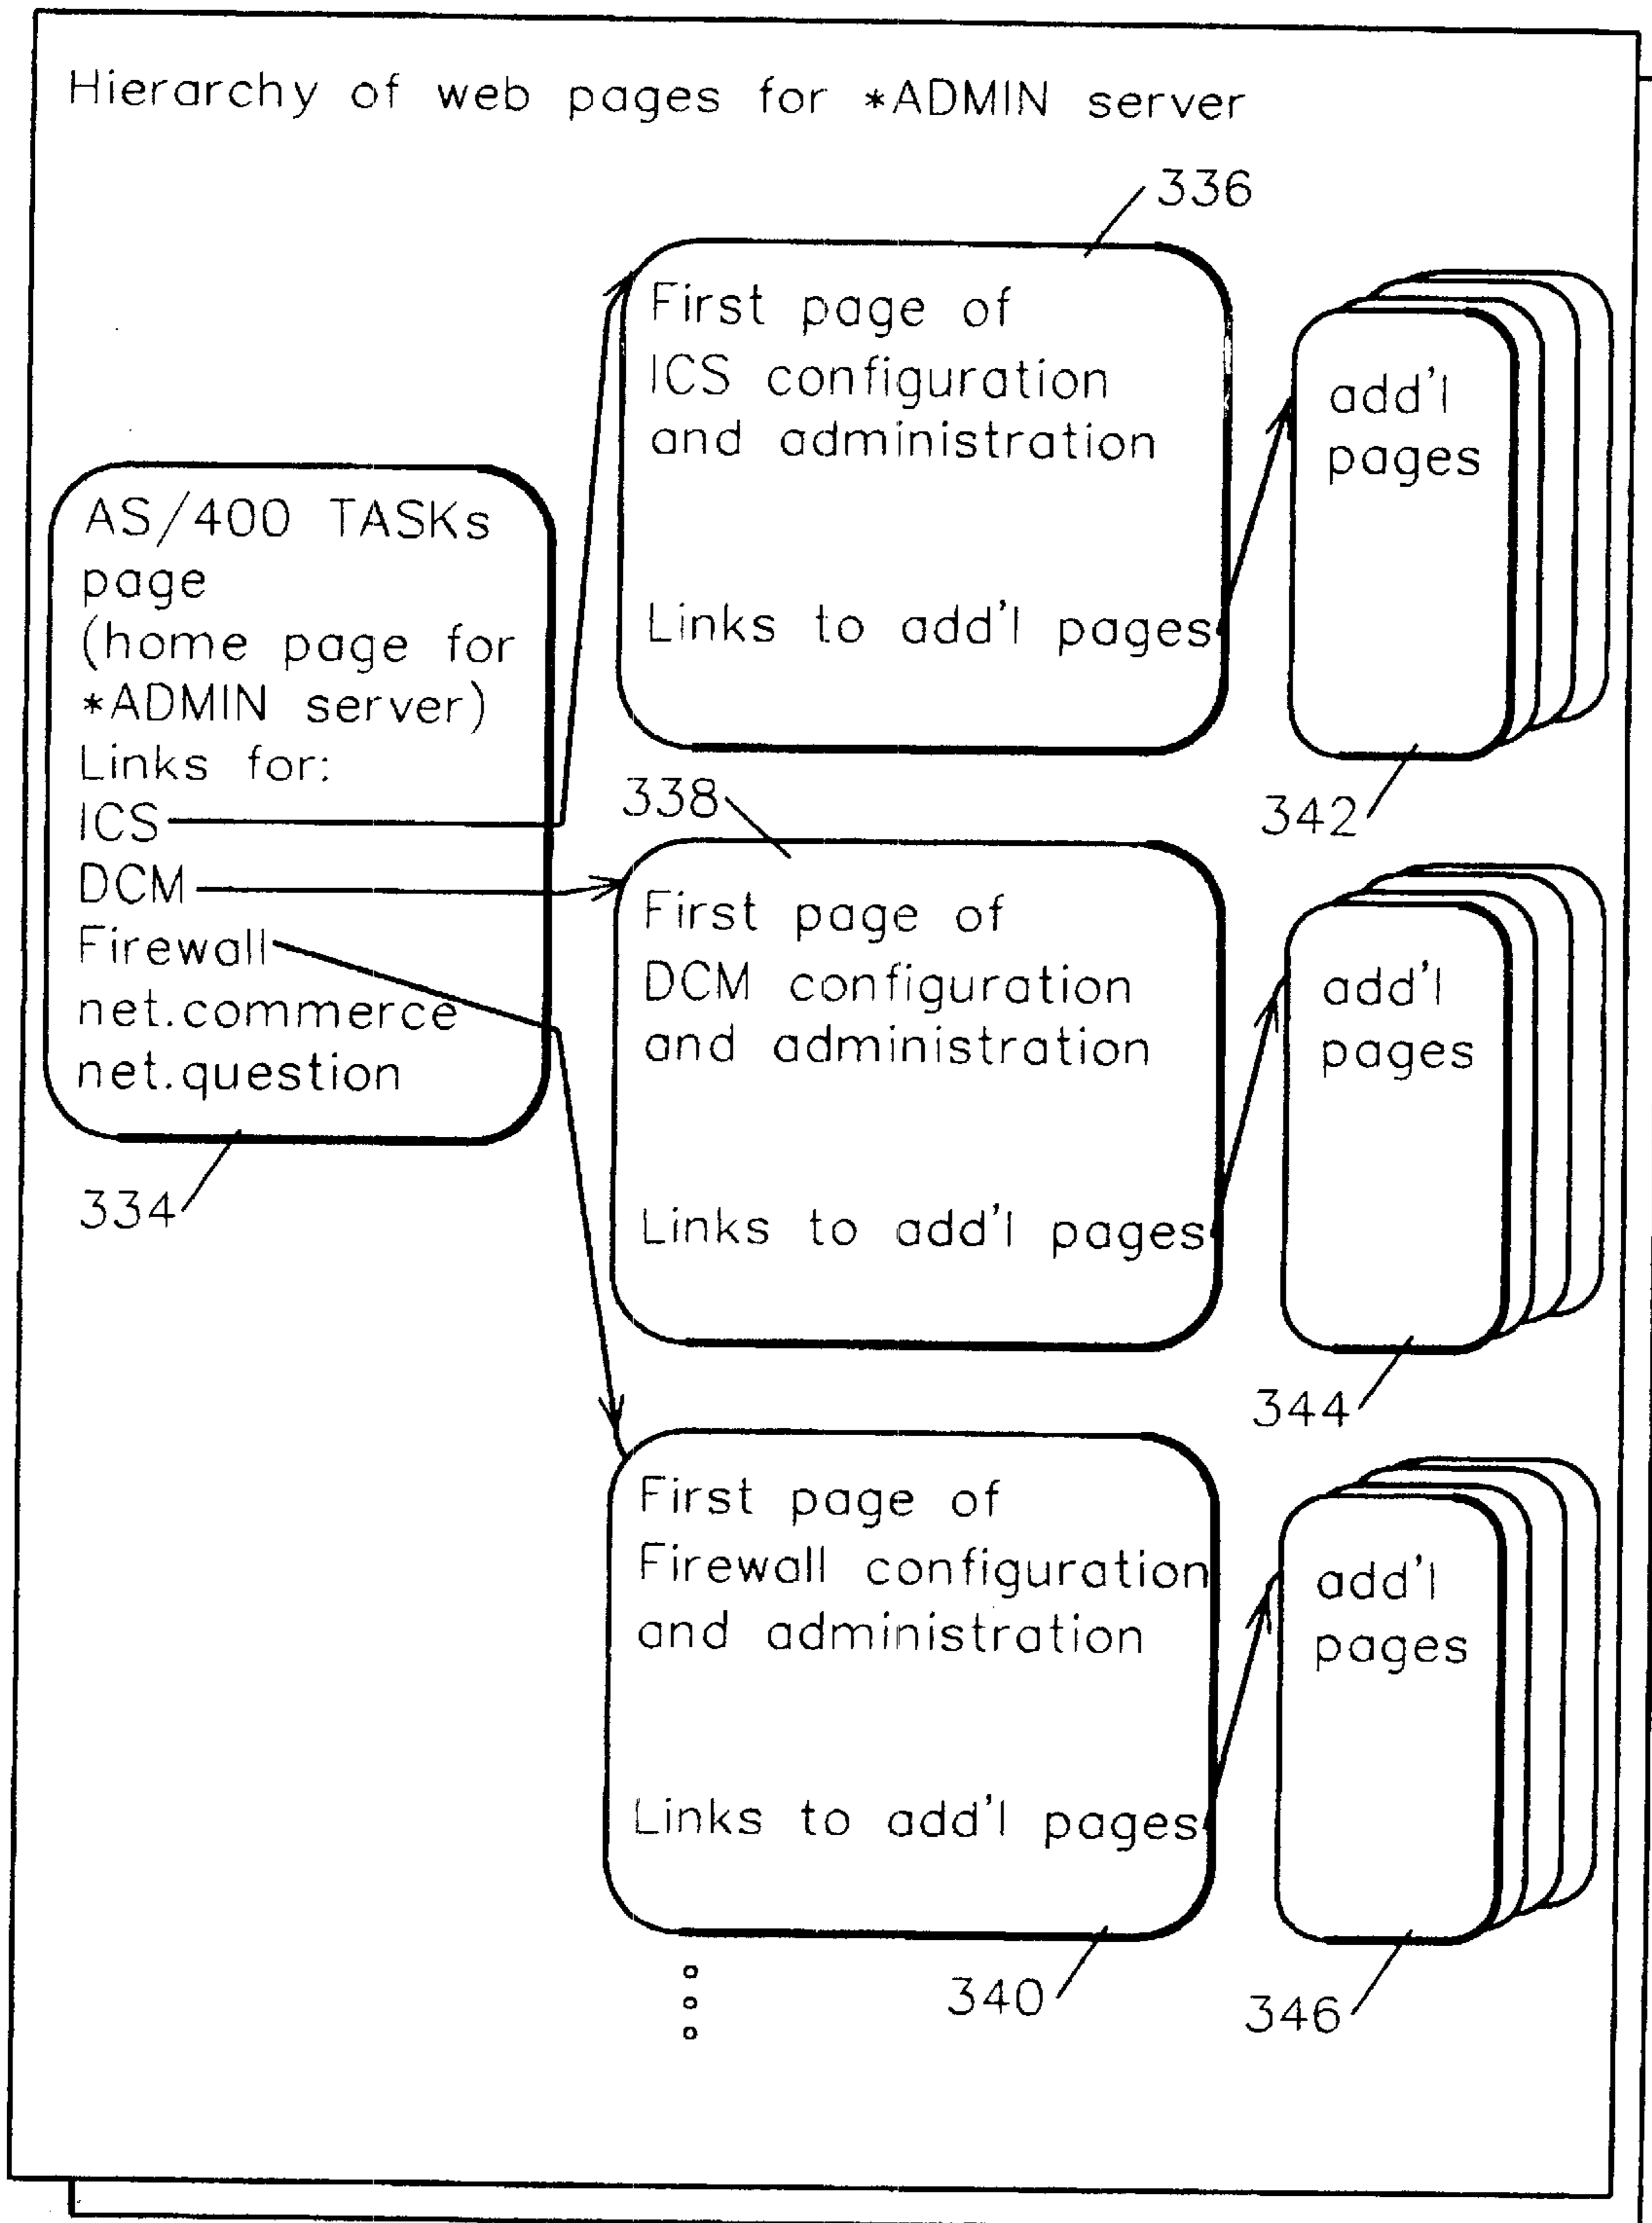 Hierarchy of web pages for *ADMIN server
336
First page of
ICS configuration
and administration
Links to add'l pages
add'l
pages
342
AS/400 TASKs
page
(home page for
*ADMIN server)
Links for:
ICS
DCM
Firewall
net.commerce
net.question
334
338
First page of
DCM configuration
and administration
Links to add'l pages
add'l
pages
344
First page of
Firewall configuration
and administration
Links to add'l pages
340
add'l
pages
346